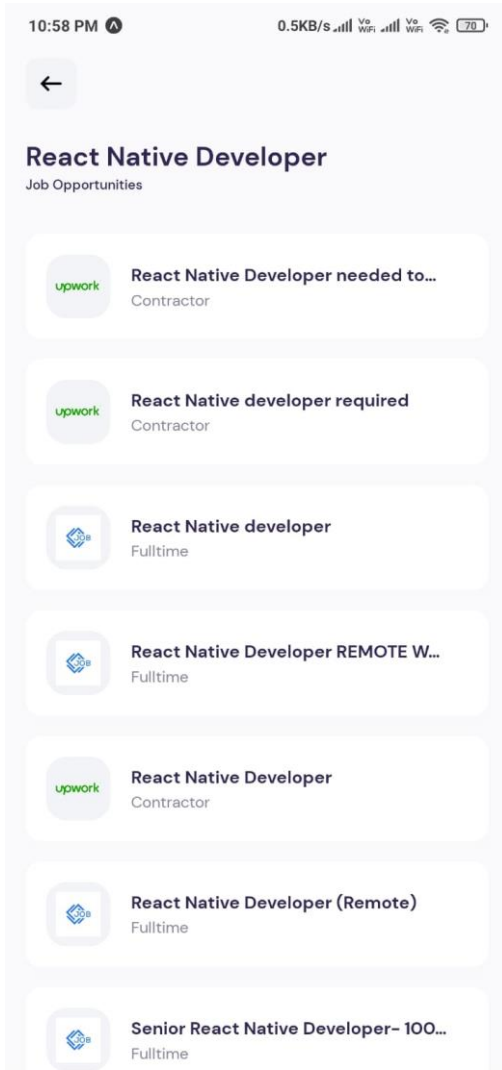 10:58 PM
0.5KB/s Vo WiFi Vo WiFi 70
React Native Developer
Job Opportunities
upwork
React Native Developer needed to...
Contractor
upwork
React Native developer required
Contractor
JOB
React Native developer
Fulltime
JOB
React Native Developer REMOTE W...
Fulltime
upwork
React Native Developer
Contractor
JOB
React Native Developer (Remote)
Fulltime
JOB
Senior React Native Developer- 100...
Fulltime